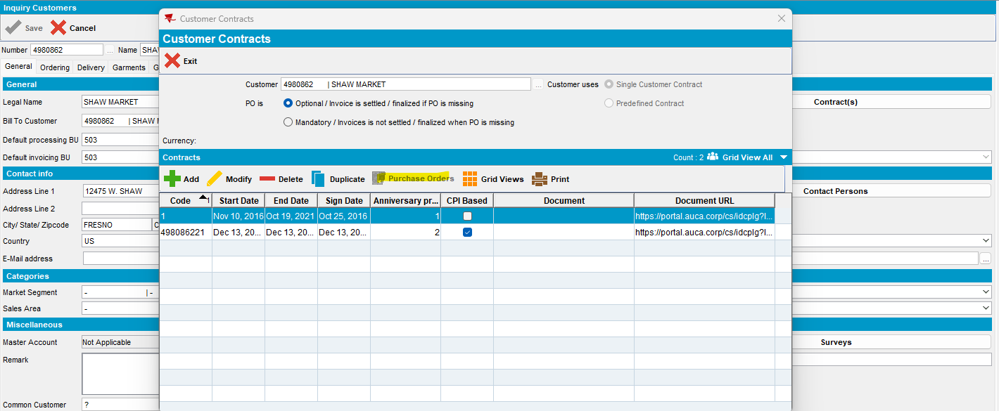 Inquiry Customers
Save Cancel
Number 4980862 ... Name SHA
General Ordering Delivery Garments G
General
Legal Name SHAW MARKET
Bill To Customer 4980862 | SHAW
Default processing BU 503
Default invoicing BU 503
Contact info
Address Line 1 12475 W. SHAW
Address Line 2
City/ State/ Zipcode FRESNO
Country US
E-Mail address
Categories
Market Segment - | -
Sales Area -
Miscellaneous
Master Account Not Applicable
Remark
Common Customer ?
Customer Contracts
Customer Contracts
Exit
Customer 4980862 | SHAW MARKET ... Customer uses Single Customer Contract
PO is Optional / Invoice is settled / finalized if PO is missing Predefined Contract
Mandatory / Invoices is not settled / finalized when PO is missing
Currency:
Contracts Count : 2 Grid View All
Add Modify Delete Duplicate Purchase Orders Grid Views Print
Code 1 Start Date End Date Sign Date Anniversary pr... CPI Based Document Document URL
1 Nov 10, 2016 Oct 19, 2021 Oct 25, 2016 1 https://portal.auca.corp/cs/idcplg?I...
498086221 Dec 13, 20... Dec 13, 20... Dec 13, 20... 2 https://portal.auca.corp/cs/idcplg?I...
Contract(s)
Contact Persons
...
Surveys